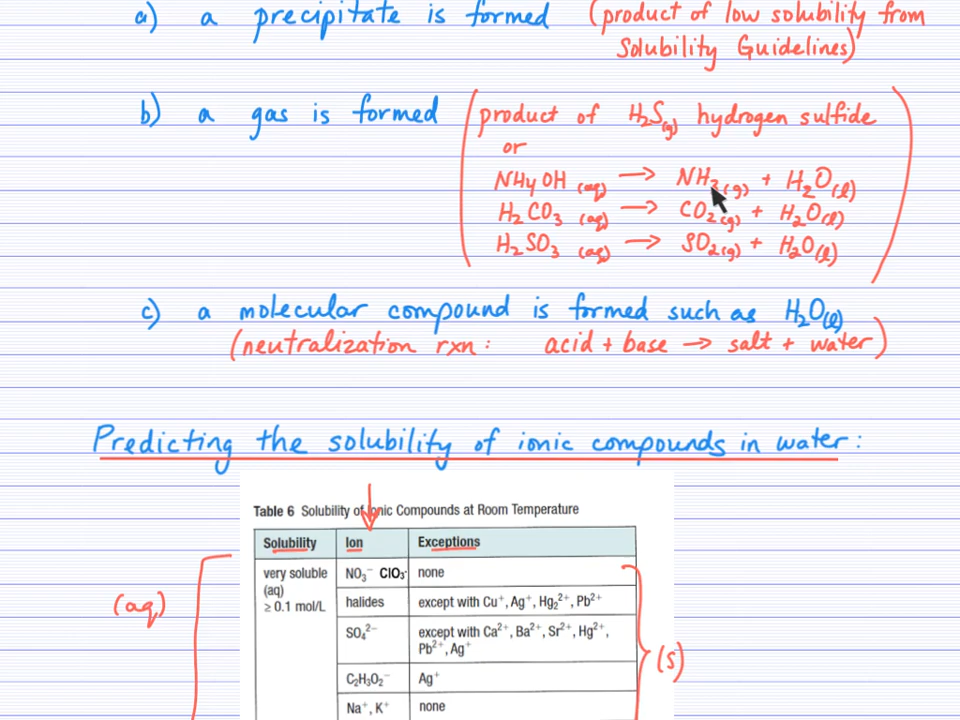 a) a precipitate is formed (product of low solubility from
Solubility Guidelines)
b) a gas is formed (product of H₂S(g) hydrogen sulfide
or
NH4OH (aq) → NH3(g) + H₂O(l)
H₂CO₃ (aq) → CO₂(g) + H₂O(l)
H₂SO₃ (aq) → SO₂(g) + H₂O(l) )
c) a molecular compound is formed such as H₂O(l)
(neutralization rxn : acid + base → salt + water)
Predicting the solubility of ionic compounds in water :
Table 6 Solubility of Ionic Compounds at Room Temperature
Solubility Ion Exceptions
very soluble NO₃⁻ ClO₃⁻ none
(aq)
≥ 0.1 mol/L halides except with Cu⁺, Ag⁺, Hg₂²⁺, Pb²⁺
(aq)
SO₄²⁻ except with Ca²⁺, Ba²⁺, Sr²⁺, Hg²⁺,
Pb²⁺, Ag⁺
(s)
C₂H₃O₂⁻ Ag⁺
Na⁺, K⁺ none